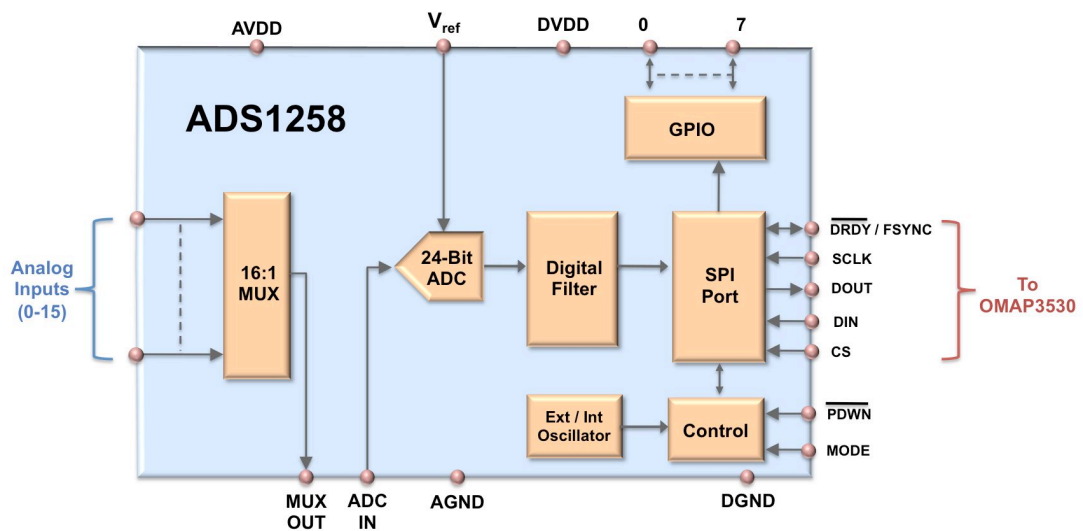 AVDD
Vref
DVDD
0
7
ADS1258
GPIO
Analog
Inputs
(0-15)
16:1
MUX
24-Bit
ADC
Digital
Filter
SPI
Port
DRDY / FSYNC
SCLK
DOUT
DIN
CS
To
OMAP3530
Ext / Int
Oscillator
Control
PDWN
MODE
MUX
OUT
ADC
IN
AGND
DGND